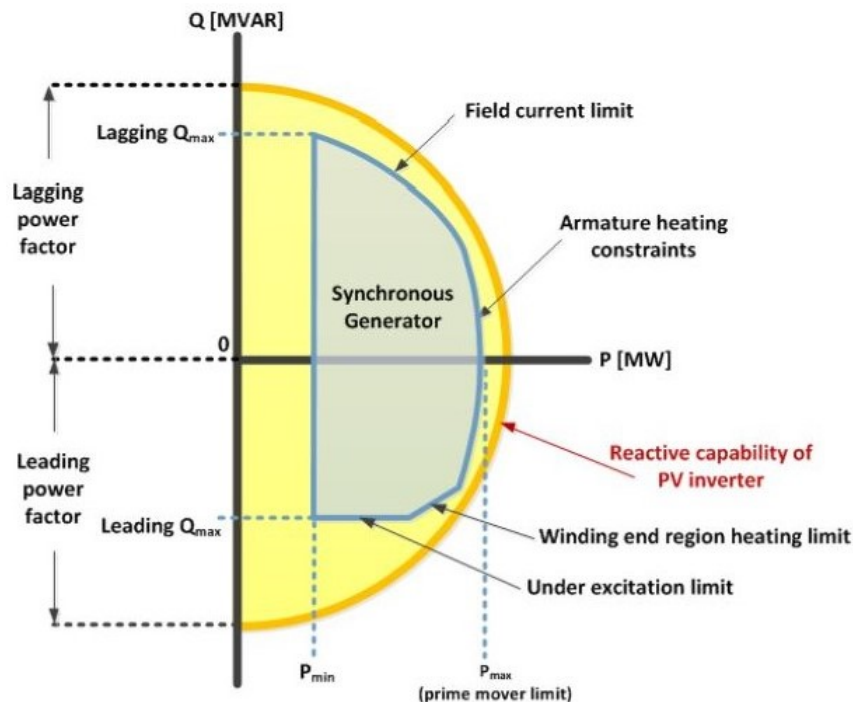 Q [MVAR]
Field current limit
Lagging Qmax
Lagging
power
factor
Armature heating
constraints
Synchronous
Generator
0
P [MW]
Reactive capability of
PV inverter
Leading
power
factor
Leading Qmax
Winding end region heating limit
Under excitation limit
Pmin
Pmax
(prime mover limit)